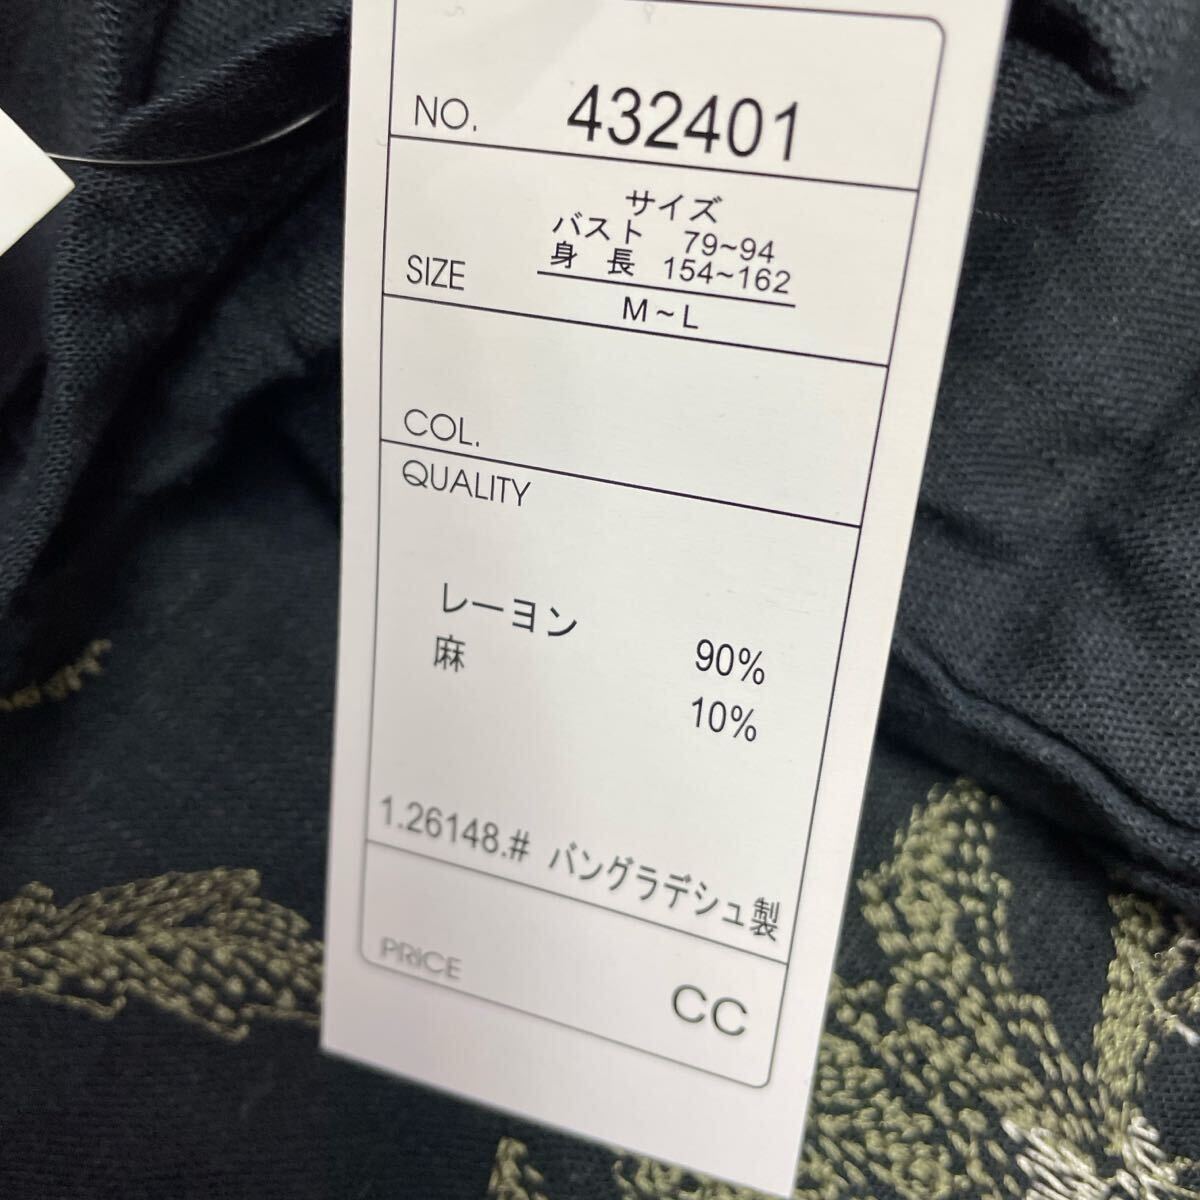 NO. 432401
サイズ
バスト 79~94
SIZE 身 長 154~162
M~L
COL.
QUALITY
レーヨン 90%
麻 10%
1.26148.# バングラデシュ製
PRICE CC